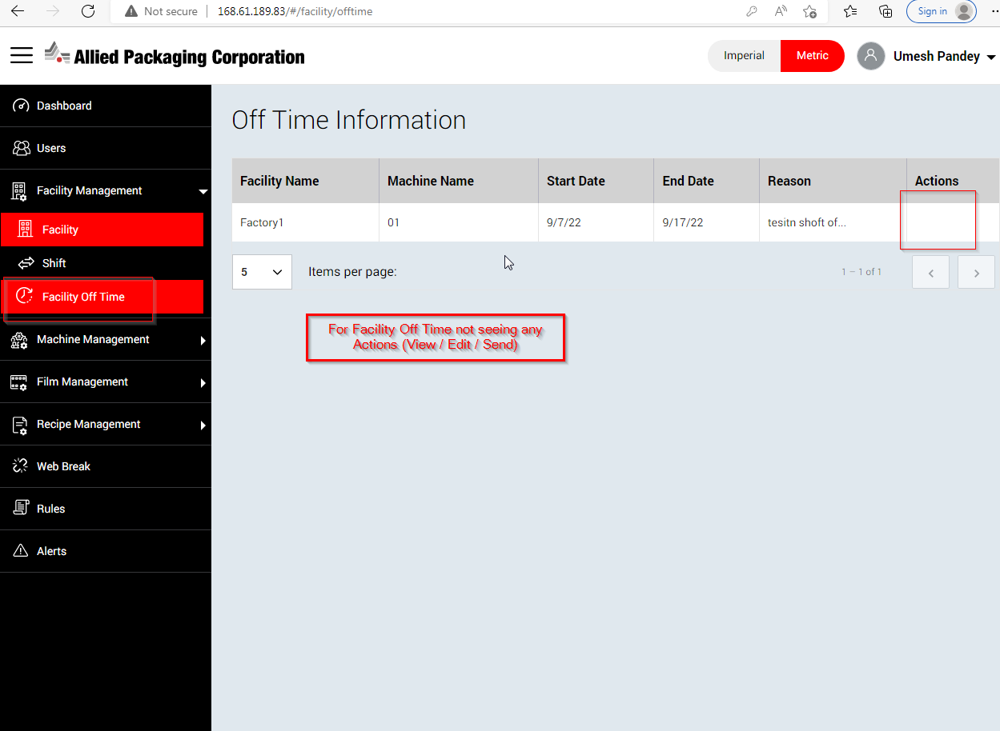 Not secure
168.61.189.83/#/facility/offtime
Sign in
Allied Packaging Corporation
Imperial
Metric
Umesh Pandey
Dashboard
Users
Facility Management
Facility
Shift
Facility Off Time
Machine Management
Film Management
Recipe Management
Web Break
Rules
Alerts
Off Time Information
Facility Name Machine Name Start Date End Date Reason Actions
Factory1 01 9/7/22 9/17/22 tesitn shoft of...
5 Items per page: 1 – 1 of 1
For Facility Off Time not seeing any
Actions (View / Edit / Send)